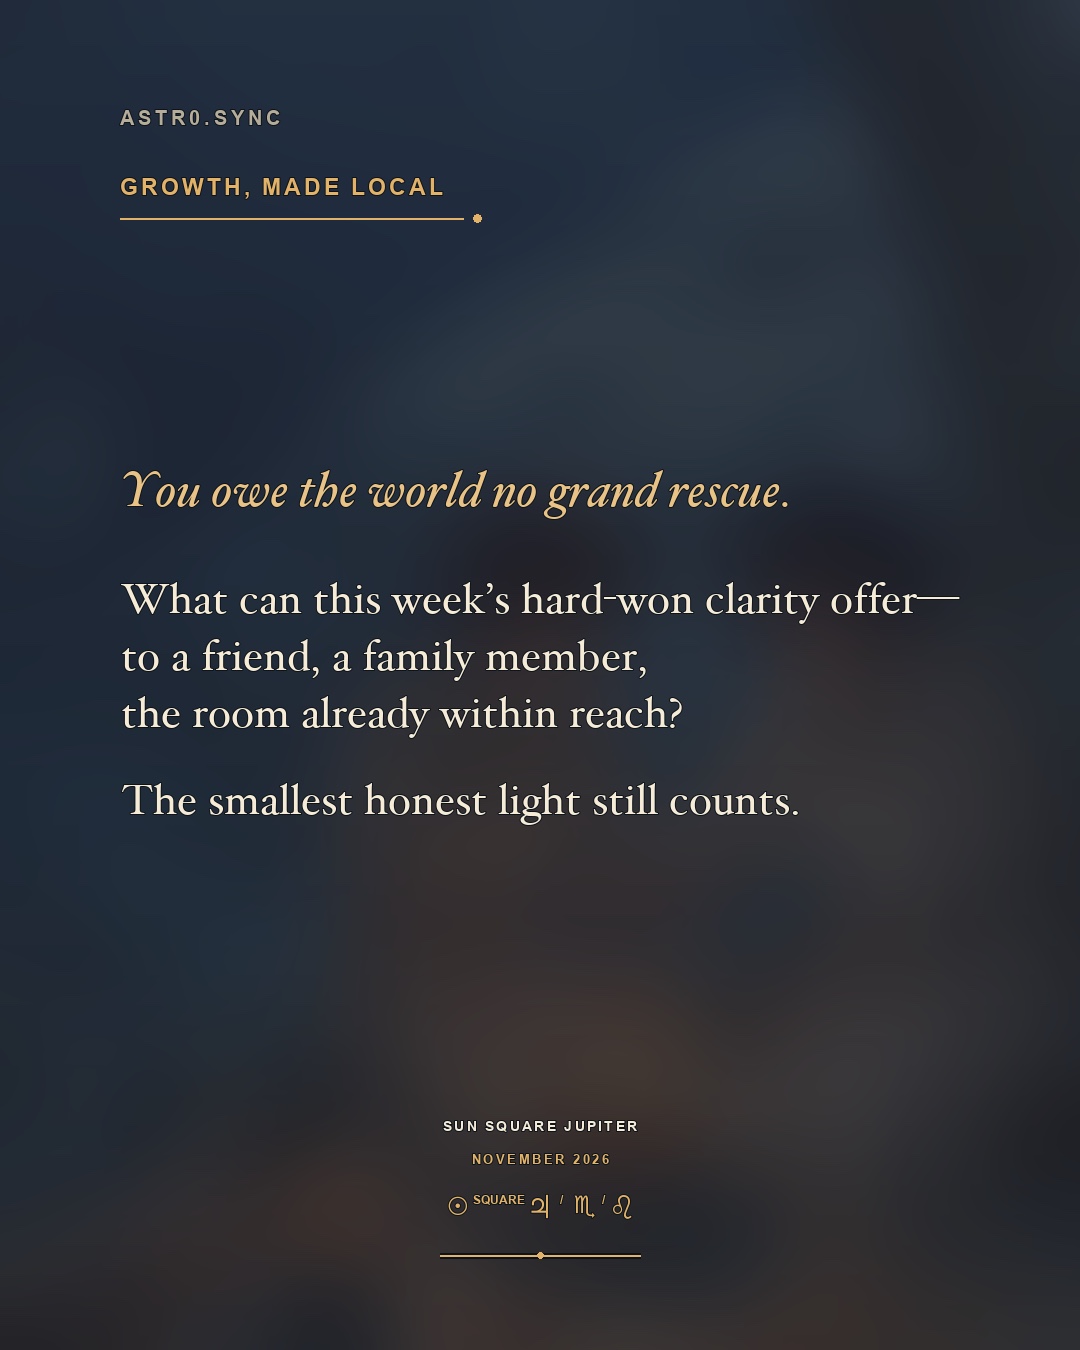 ASTR0.SYNC
GROWTH, MADE LOCAL
You owe the world no grand rescue.
What can this week’s hard-won clarity offer—
to a friend, a family member,
the room already within reach?
The smallest honest light still counts.
SUN SQUARE JUPITER
NOVEMBER 2026
☉ SQUARE ♃ / ♏ / ♌